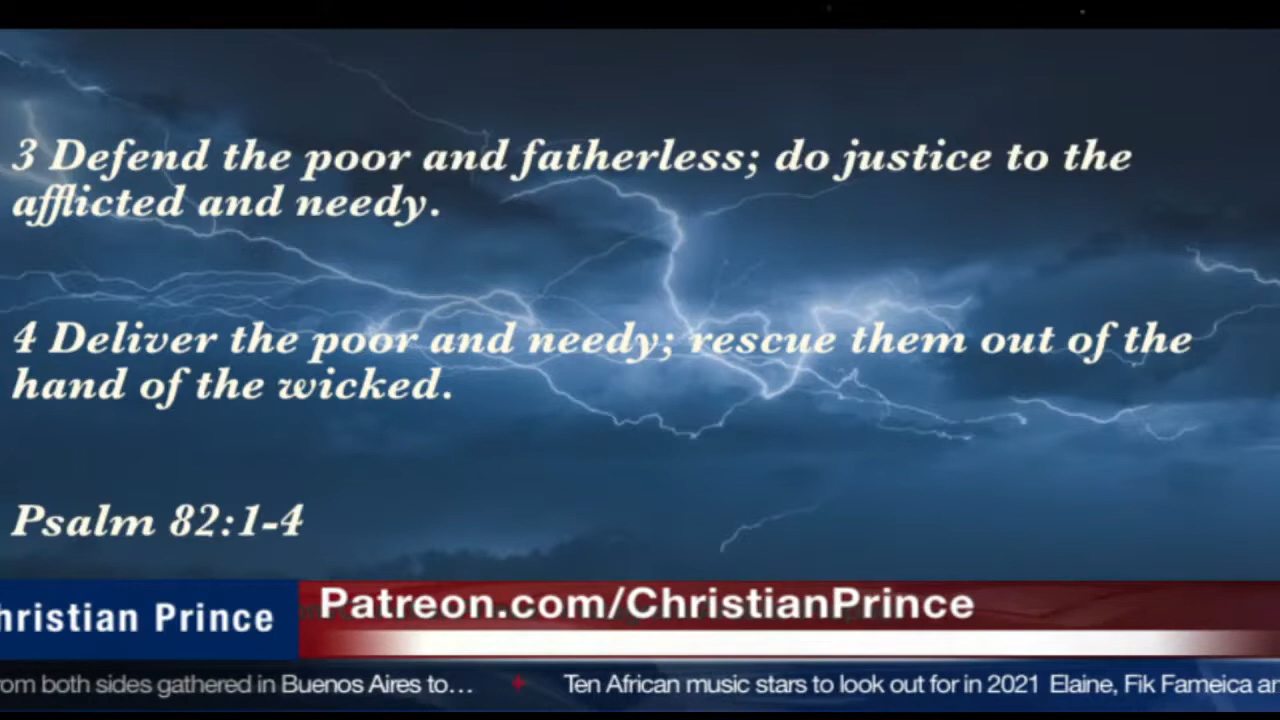 3 Defend the poor and fatherless; do justice to the
afflicted and needy.
4 Deliver the poor and needy; rescue them out of the
hand of the wicked.
Psalm 82:1-4
hristian Prince
Patreon.com/ChristianPrince
om both sides gathered in Buenos Aires to… Ten African music stars to look out for in 2021 Elaine, Fik Fameica an